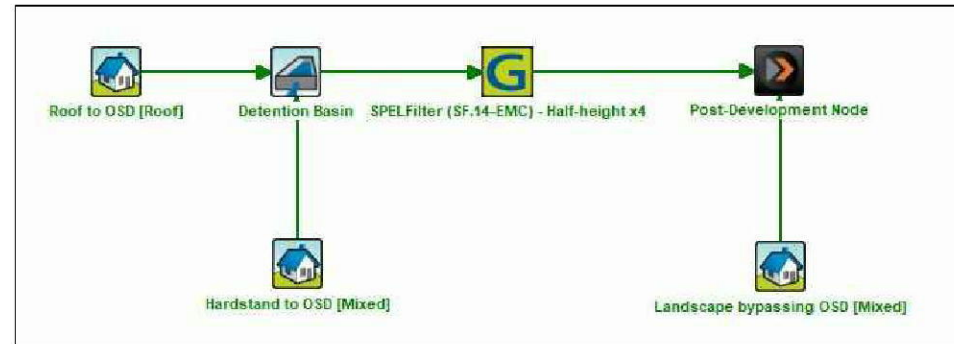 G
Roof to OSD [Roof]
Detention Basin
SPELFilter (SF.14-EMC) - Half-height x4
Post-Development Node
Hardstand to OSD [Mixed]
Landscape bypassing OSD [Mixed]